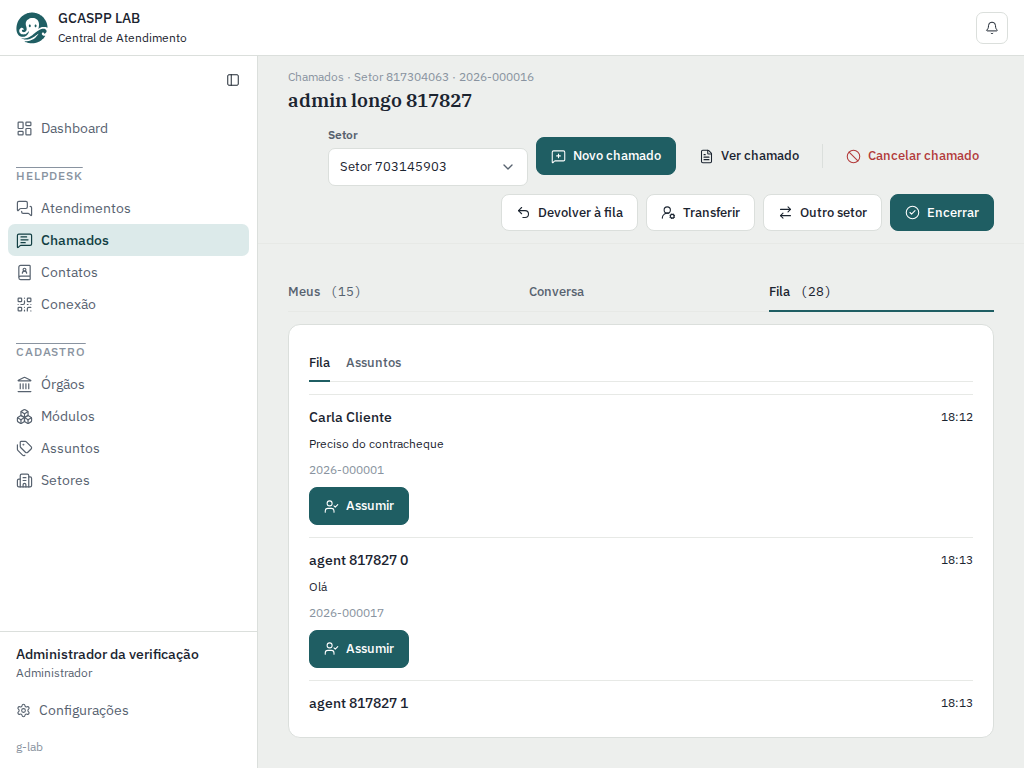 GCASPP LAB
Central de Atendimento
Dashboard
HELPDESK
Atendimentos
Chamados
Contatos
Conexão
CADASTRO
Órgãos
Módulos
Assuntos
Setores
Administrador da verificação
Administrador
Configurações
g-lab
Chamados · Setor 817304063 · 2026-000016
admin longo 817827
Setor
Setor 703145903
Novo chamado
Ver chamado
Cancelar chamado
Devolver à fila
Transferir
Outro setor
Encerrar
Meus (15)
Conversa
Fila (28)
Fila
Assuntos
Carla Cliente 18:12
Preciso do contracheque
2026-000001
Assumir
agent 817827 0 18:13
Olá
2026-000017
Assumir
agent 817827 1 18:13